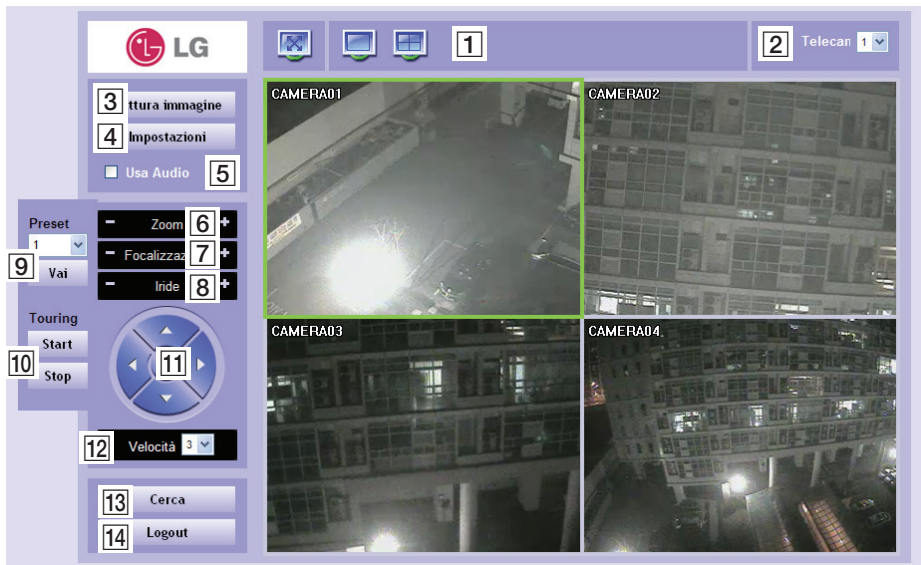 LG
1
2 Telecan 1
3 ttura immagine
4 Impostazioni
Usa Audio 5
Preset
1
9 Vai
Touring
10 Start
Stop
- Zoom 6 +
- Focalizzaz 7 +
- Iride 8 +
11
12 Velocità 3
13 Cerca
14 Logout
CAMERA01
CAMERA02
CAMERA03
CAMERA04